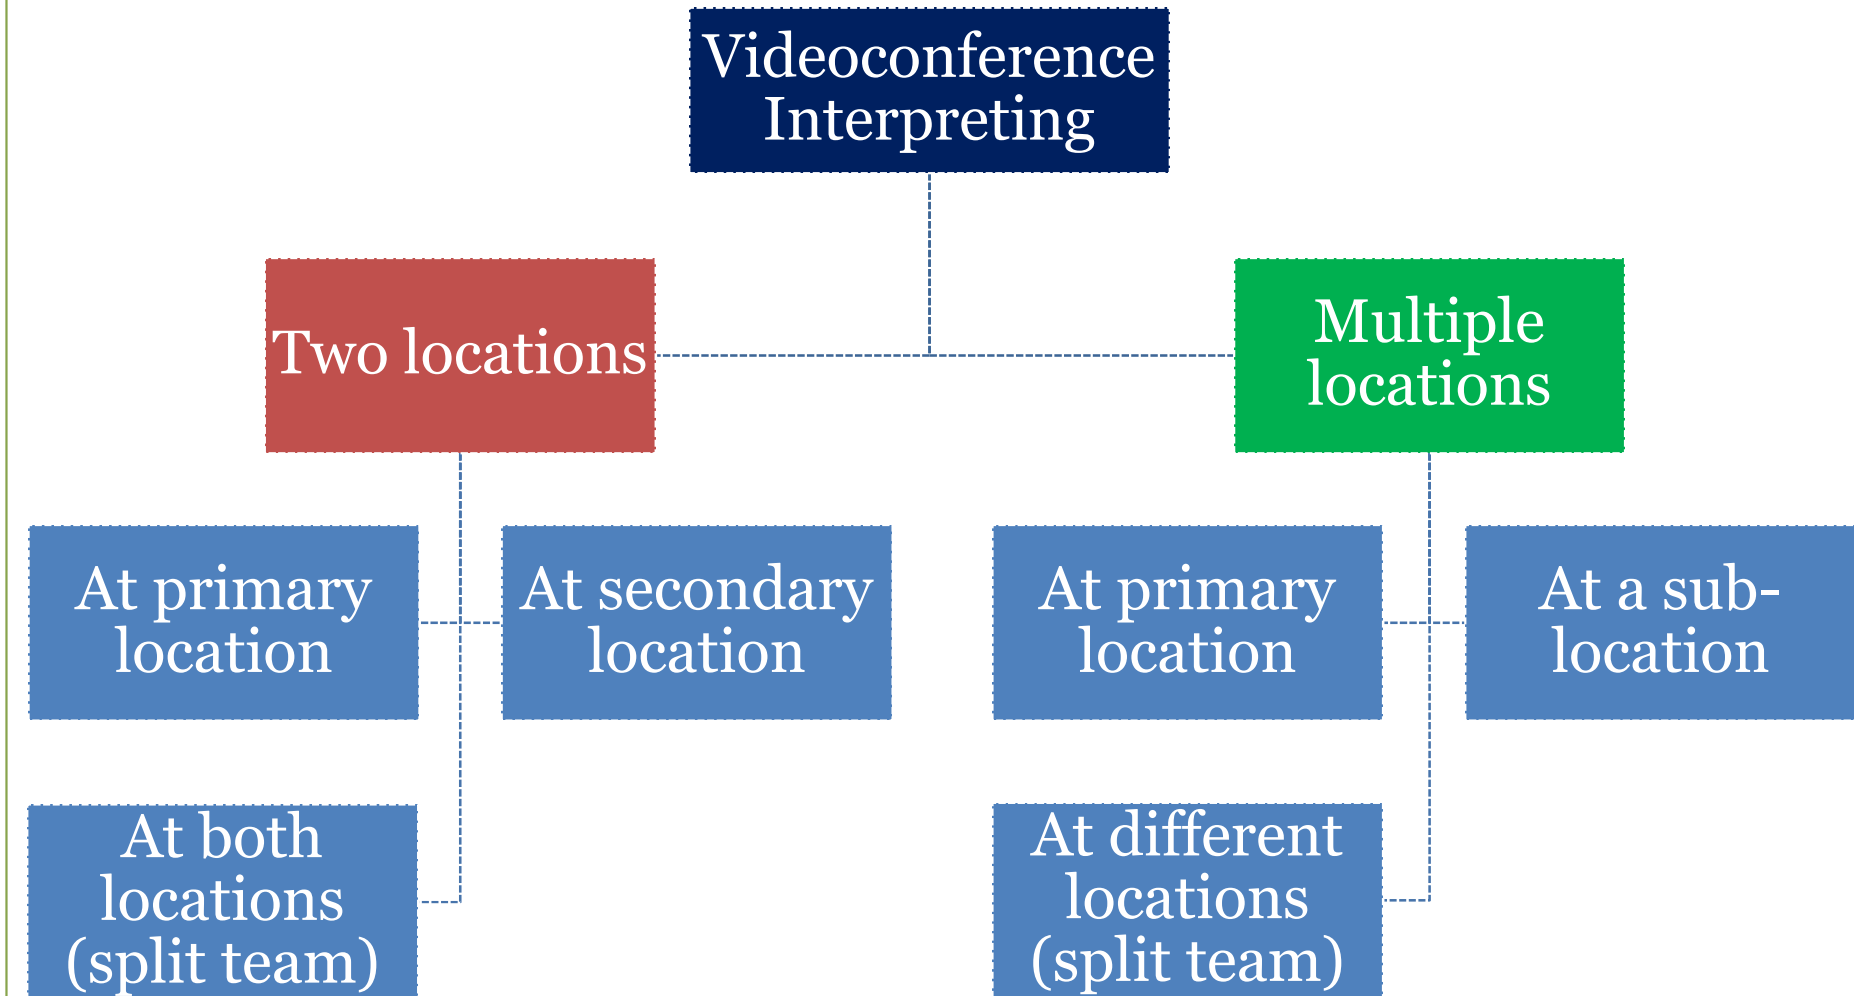 Videoconference
Interpreting
Two locations
Multiple
locations
At primary
location
At secondary
location
At primary
location
At a sub-
location
At both
locations
(split team)
At different
locations
(split team)